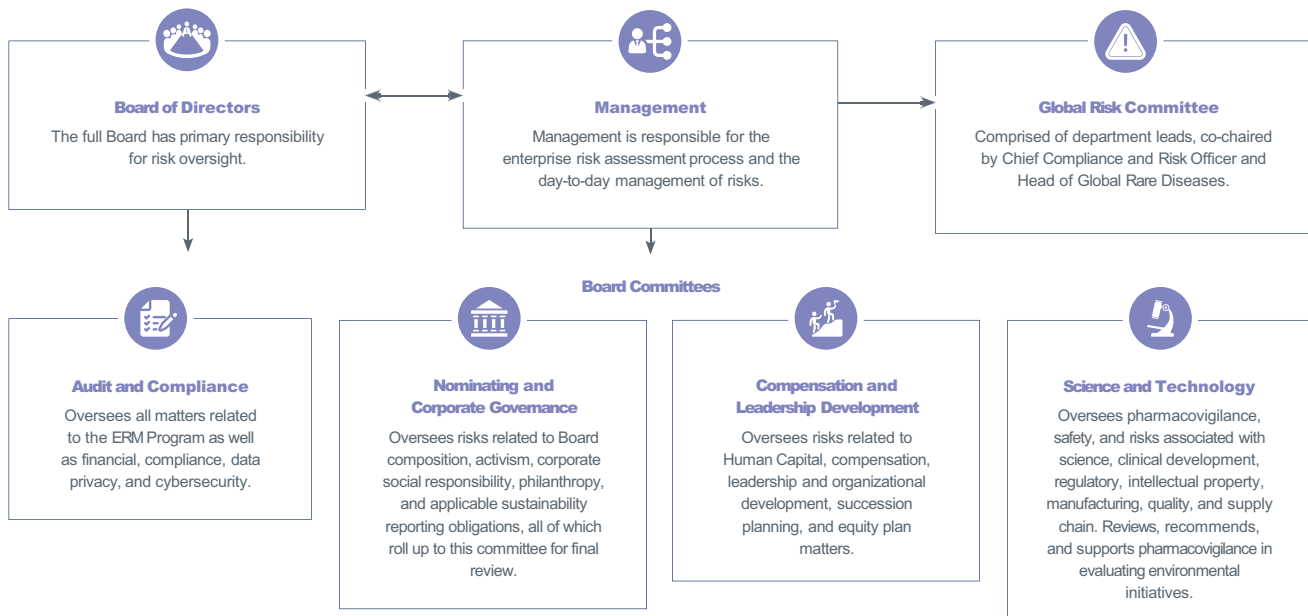 Board of Directors
The full Board has primary responsibility
for risk oversight.
Management
Management is responsible for the
enterprise risk assessment process and the
day-to-day management of risks.
Global Risk Committee
Comprised of department leads, co-chaired
by Chief Compliance and Risk Officer and
Head of Global Rare Diseases.
Board Committees
Audit and Compliance
Oversees all matters related
to the ERM Program as well
as financial, compliance, data
privacy, and cybersecurity.
Nominating and
Corporate Governance
Oversees risks related to Board
composition, activism, corporate
social responsibility, philanthropy,
and applicable sustainability
reporting obligations, all of which
roll up to this committee for final
review.
Compensation and
Leadership Development
Oversees risks related to
Human Capital, compensation,
leadership and organizational
development, succession
planning, and equity plan
matters.
Science and Technology
Oversees pharmacovigilance,
safety, and risks associated with
science, clinical development,
regulatory, intellectual property,
manufacturing, quality, and supply
chain. Reviews, recommends,
and supports pharmacovigilance in
evaluating environmental
initiatives.